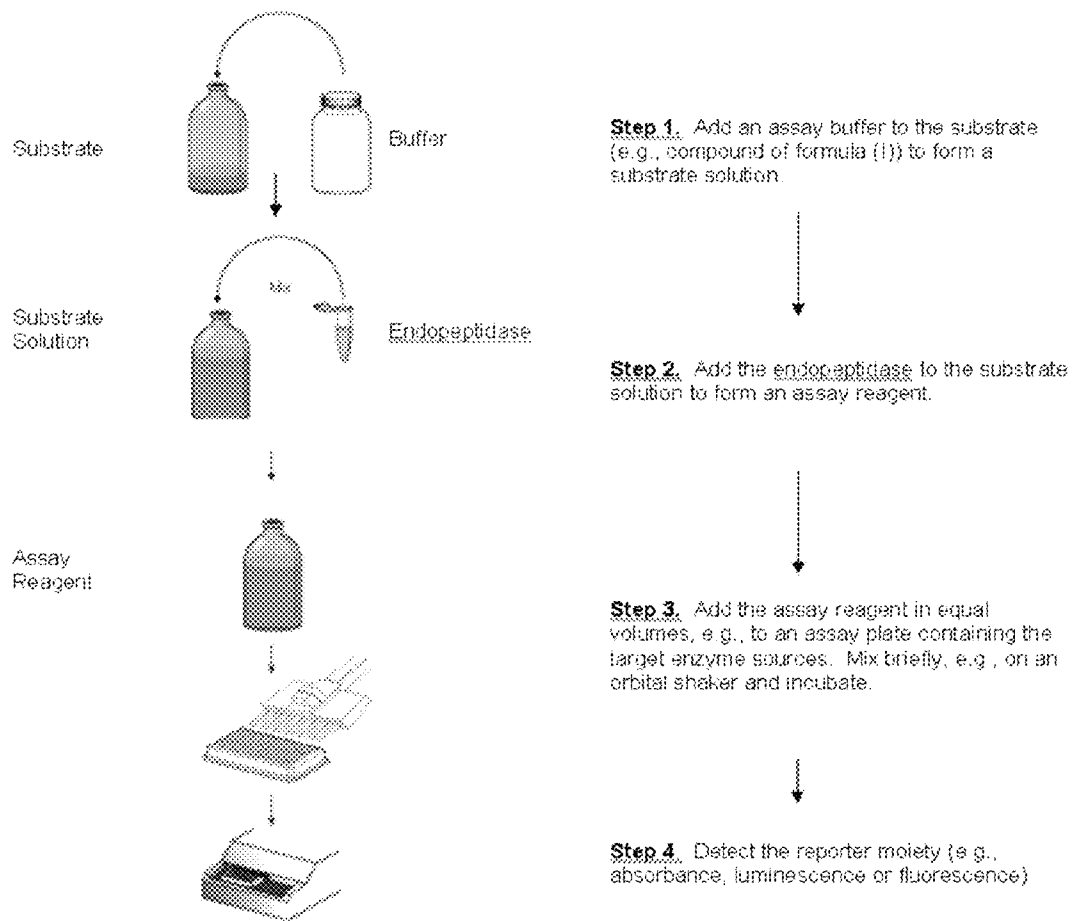 Substrate
Buffer
Step 1. Add an assay buffer to the substrate
(e.g., compound of formula (I)) to form a
substrate solution.
Mix
Substrate
Solution
Endopeptidase
Step 2. Add the endopeptidase to the substrate
solution to form an assay reagent.
Assay
Reagent
Step 3. Add the assay reagent in equal
volumes, e.g., to an assay plate containing the
target enzyme sources. Mix briefly, e.g., on an
orbital shaker and incubate.
Step 4. Detect the reporter moiety (e.g.,
absorbance, luminescence or fluorescence)